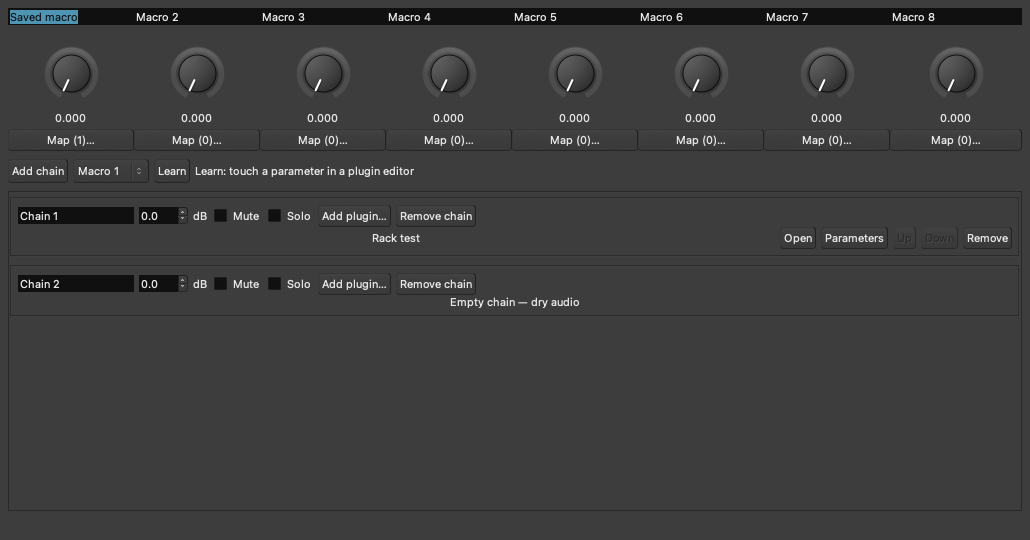 Saved macro Macro 2 Macro 3 Macro 4 Macro 5 Macro 6 Macro 7 Macro 8
0.000 0.000 0.000 0.000 0.000 0.000 0.000 0.000
Map (1)... Map (0)... Map (0)... Map (0)... Map (0)... Map (0)... Map (0)... Map (0)...
Add chain Macro 1 Learn Learn: touch a parameter in a plugin editor
Chain 1 0.0 dB Mute Solo Add plugin... Remove chain
Rack test Open Parameters Up Down Remove
Chain 2 0.0 dB Mute Solo Add plugin... Remove chain
Empty chain — dry audio